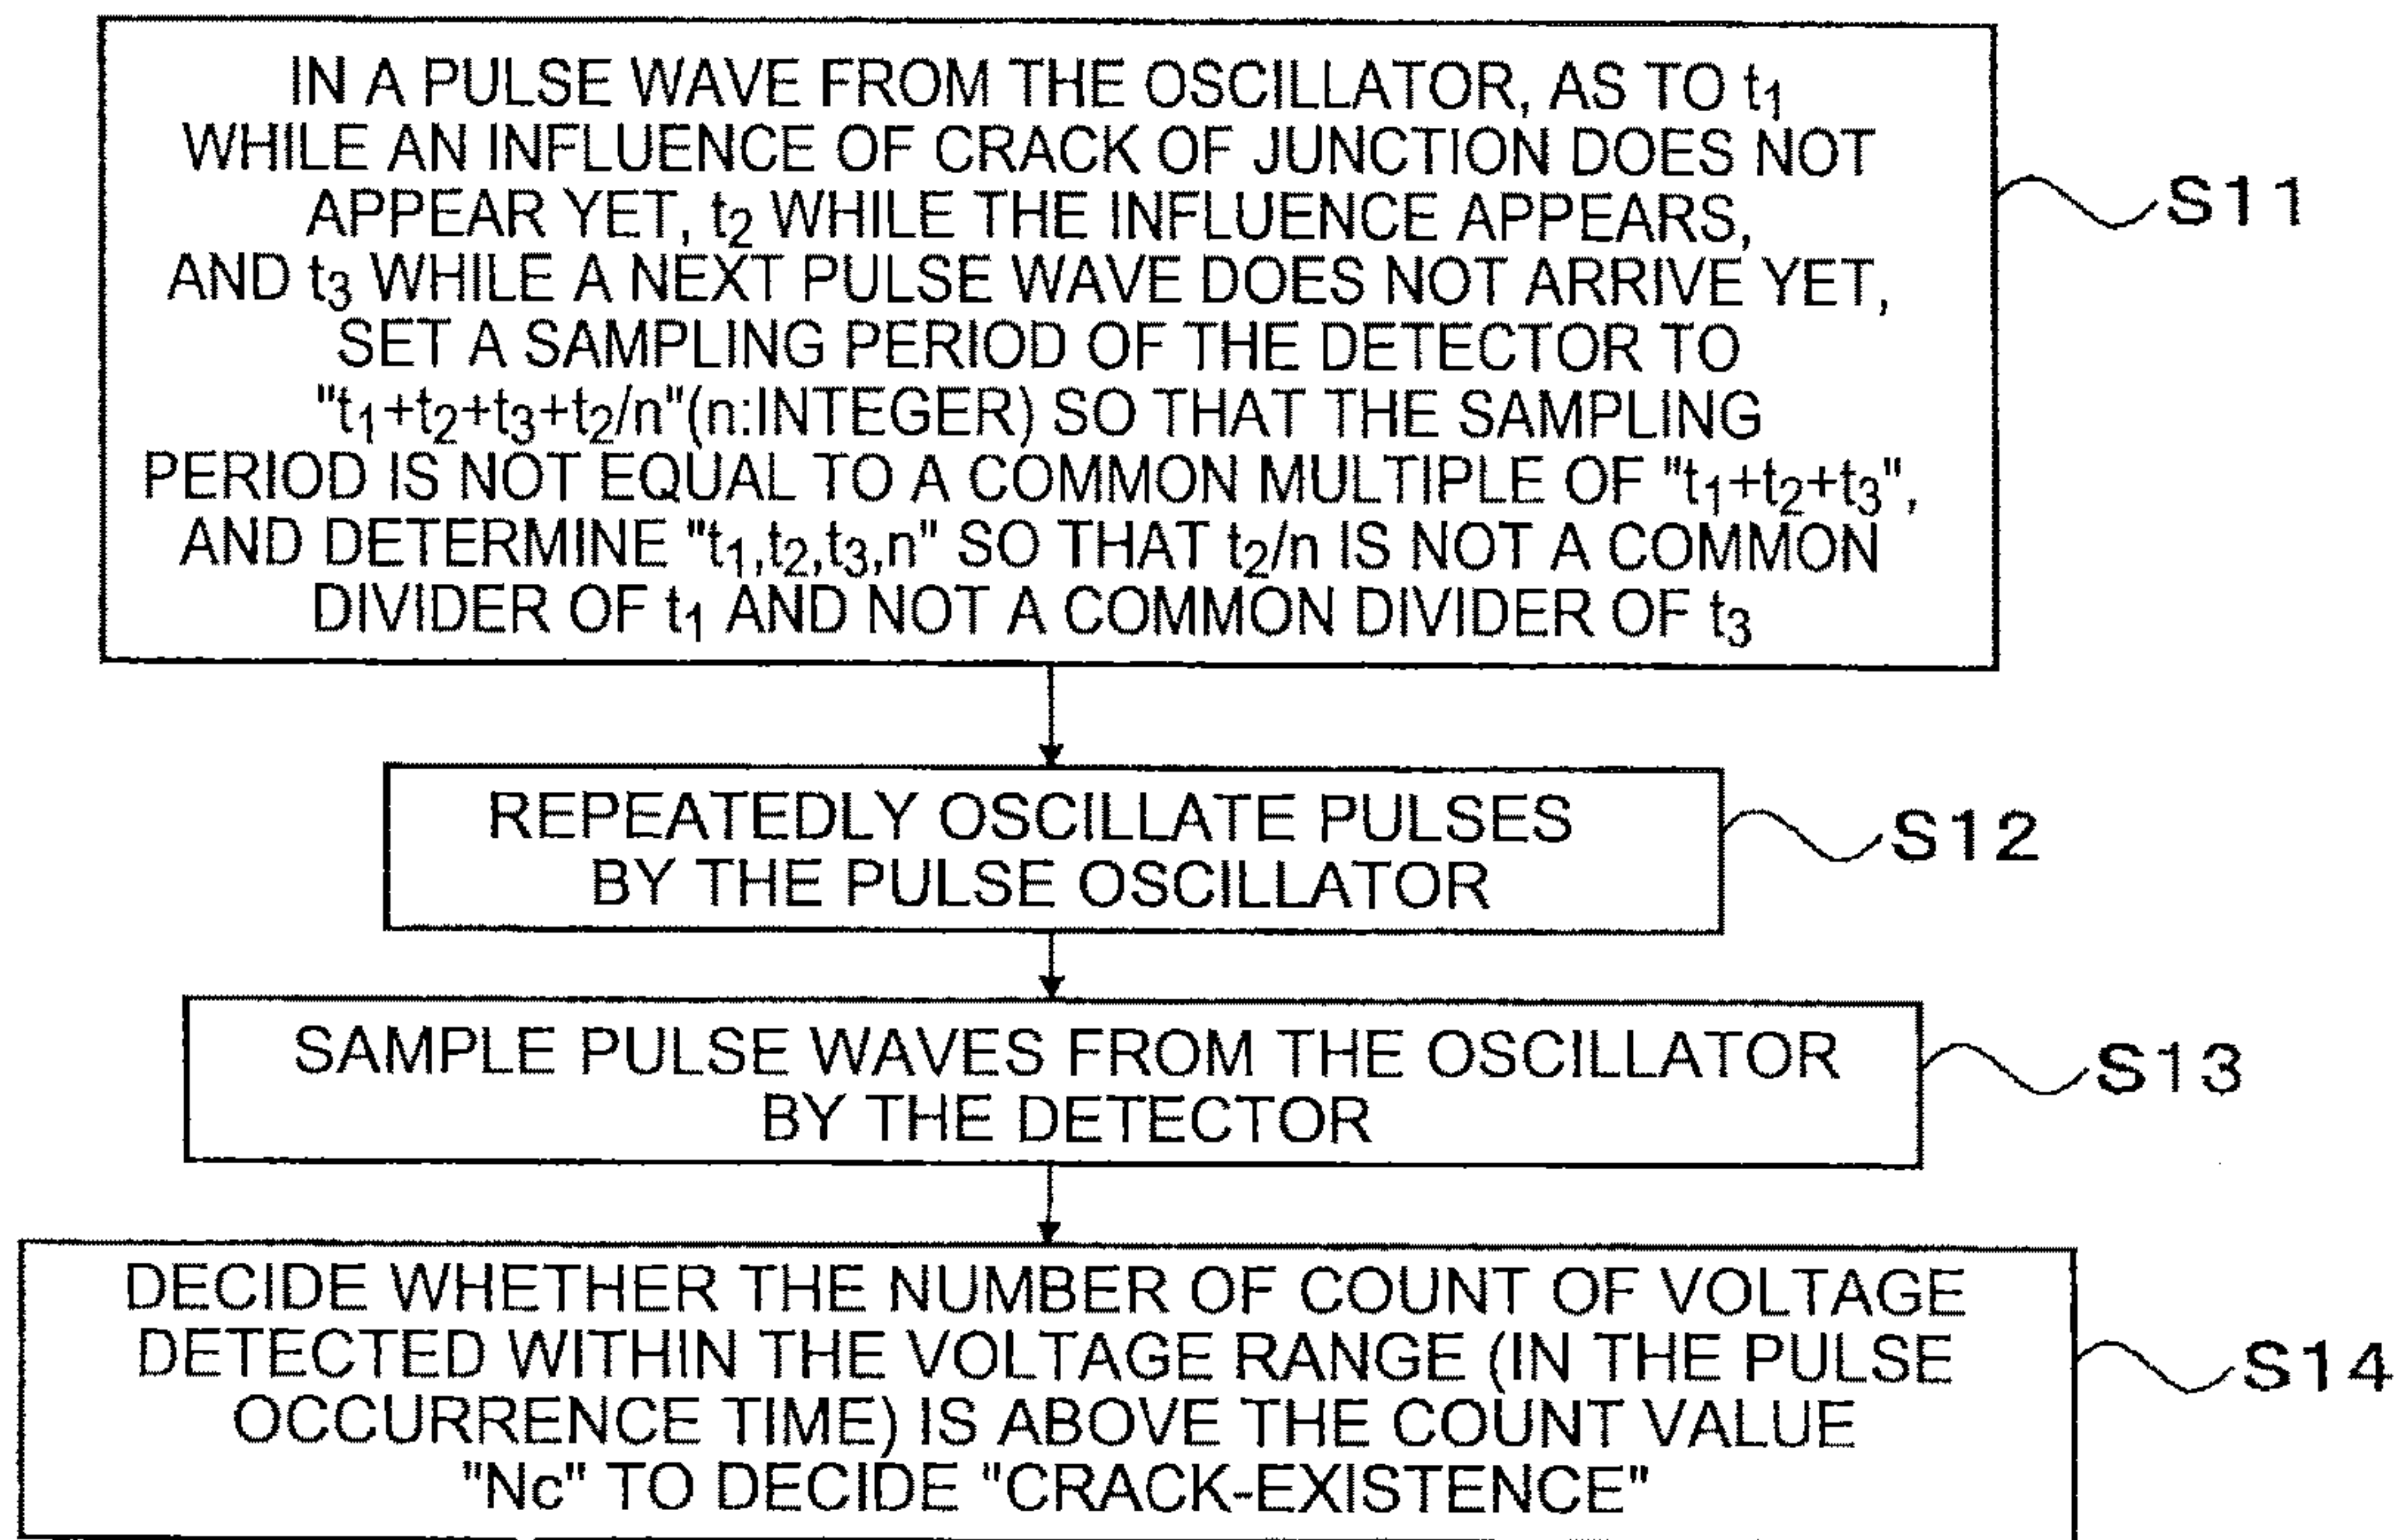 IN A PULSE WAVE FROM THE OSCILLATOR, AS TO t1
WHILE AN INFLUENCE OF CRACK OF JUNCTION DOES NOT
APPEAR YET, t2 WHILE THE INFLUENCE APPEARS,
AND t3 WHILE A NEXT PULSE WAVE DOES NOT ARRIVE YET,
SET A SAMPLING PERIOD OF THE DETECTOR TO
"t1+t2+t3+t2/n"(n:INTEGER) SO THAT THE SAMPLING
PERIOD IS NOT EQUAL TO A COMMON MULTIPLE OF "t1+t2+t3",
AND DETERMINE "t1,t2,t3,n" SO THAT t2/n IS NOT A COMMON
DIVIDER OF t1 AND NOT A COMMON DIVIDER OF t3
S11
REPEATEDLY OSCILLATE PULSES
BY THE PULSE OSCILLATOR
S12
SAMPLE PULSE WAVES FROM THE OSCILLATOR
BY THE DETECTOR
S13
DECIDE WHETHER THE NUMBER OF COUNT OF VOLTAGE
DETECTED WITHIN THE VOLTAGE RANGE (IN THE PULSE
OCCURRENCE TIME) IS ABOVE THE COUNT VALUE
"Nc" TO DECIDE "CRACK-EXISTENCE"
S14